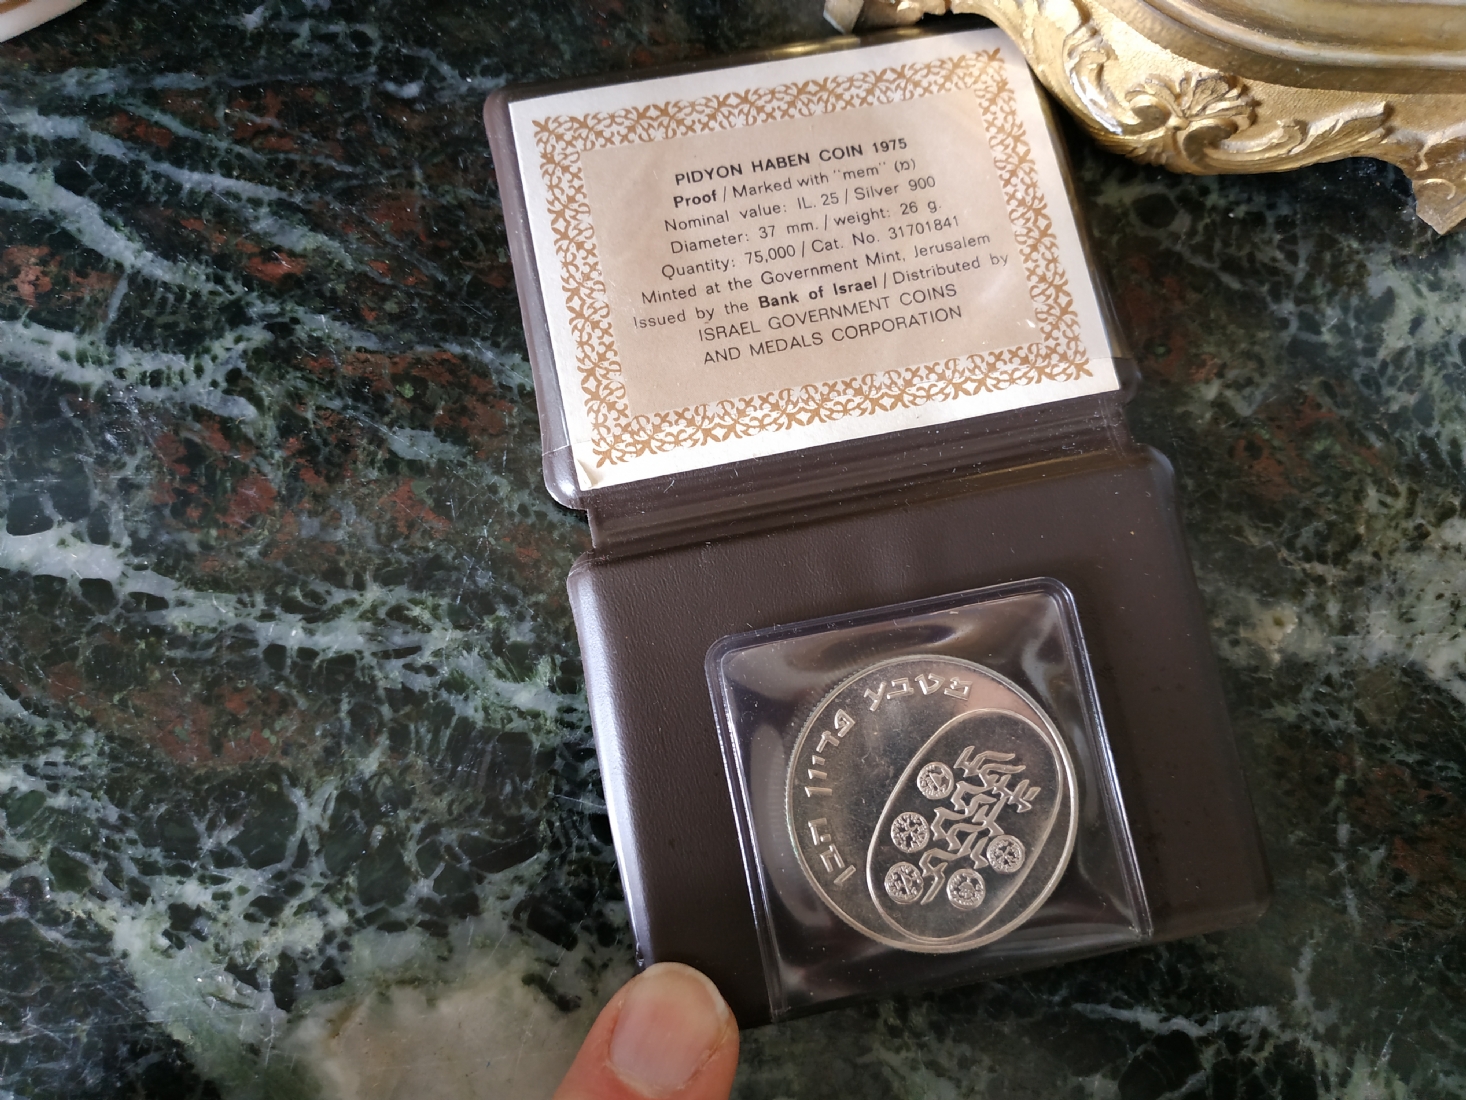 PIDYON HABEN COIN 1975
Proof / Marked with "mem" (מ)
Nominal value: IL. 25 / Silver 900
Diameter: 37 mm. / weight: 26 g.
Quantity: 75,000 / Cat. No. 31701841
Minted at the Government Mint, Jerusalem
Issued by the Bank of Israel / Distributed by
ISRAEL GOVERNMENT COINS
AND MEDALS CORPORATION
מטבע פדיון הבן